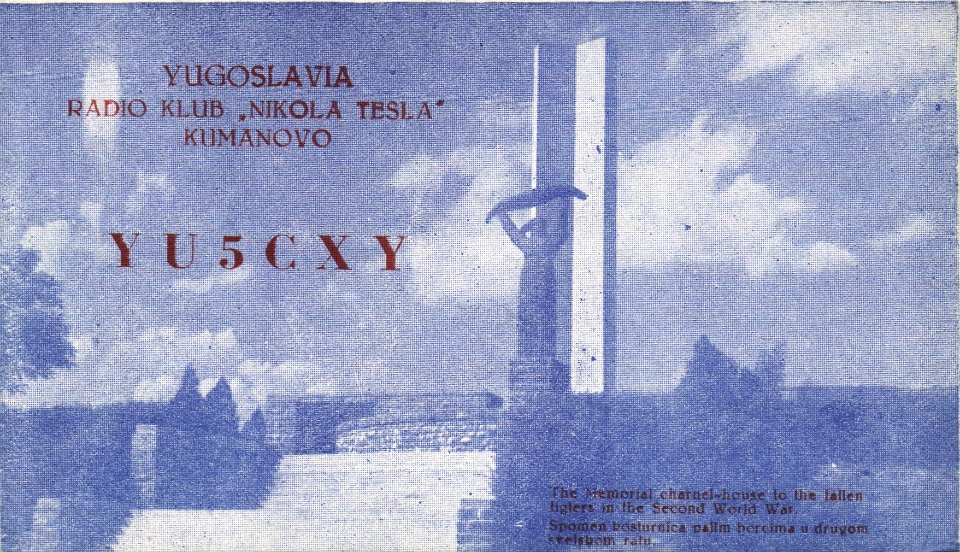 YUGOSLAVIA
RADIO KLUB „NIKOLA TESLA“
KUMANOVO
YU5CXY
The Memorial charnel-house to the fallen
figters in the Second World War.
Spomen kosturnica palim borcima u drugom
svetskom ratu.